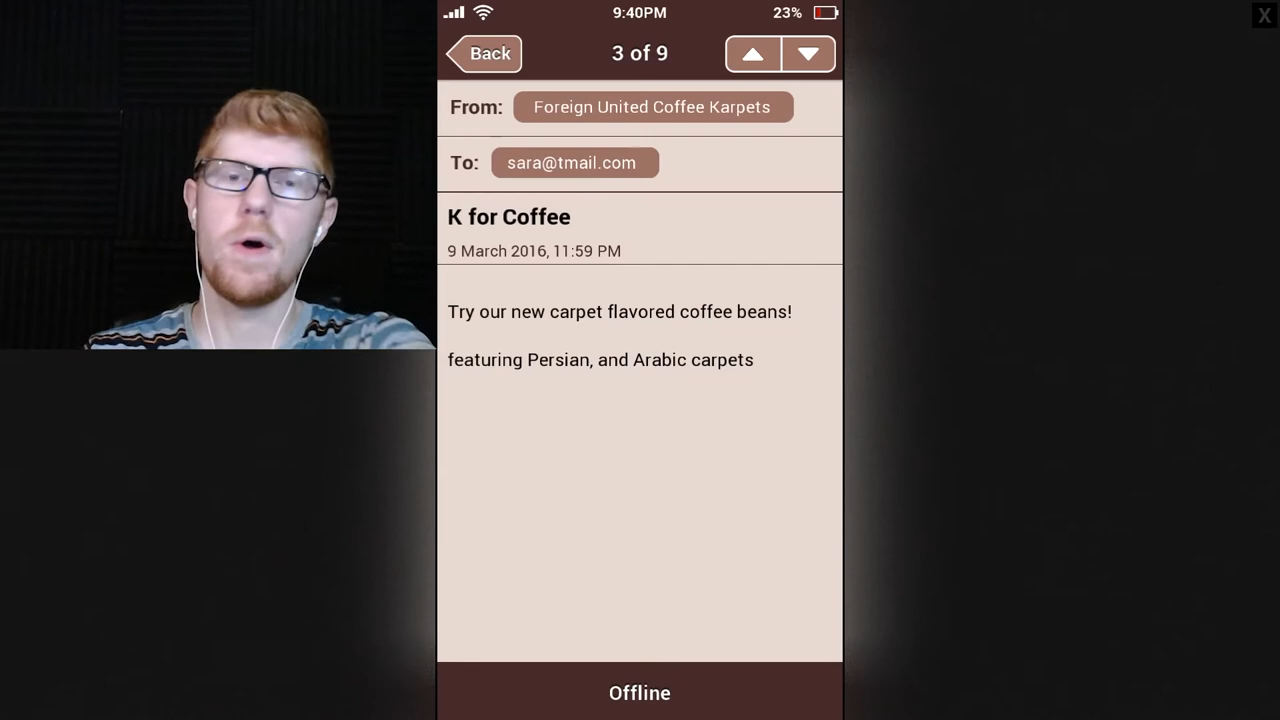 9:40PM 23%
X
Back 3 of 9
From: Foreign United Coffee Karpets
To: sara@tmail.com
K for Coffee
9 March 2016, 11:59 PM
Try our new carpet flavored coffee beans!
featuring Persian, and Arabic carpets
Offline